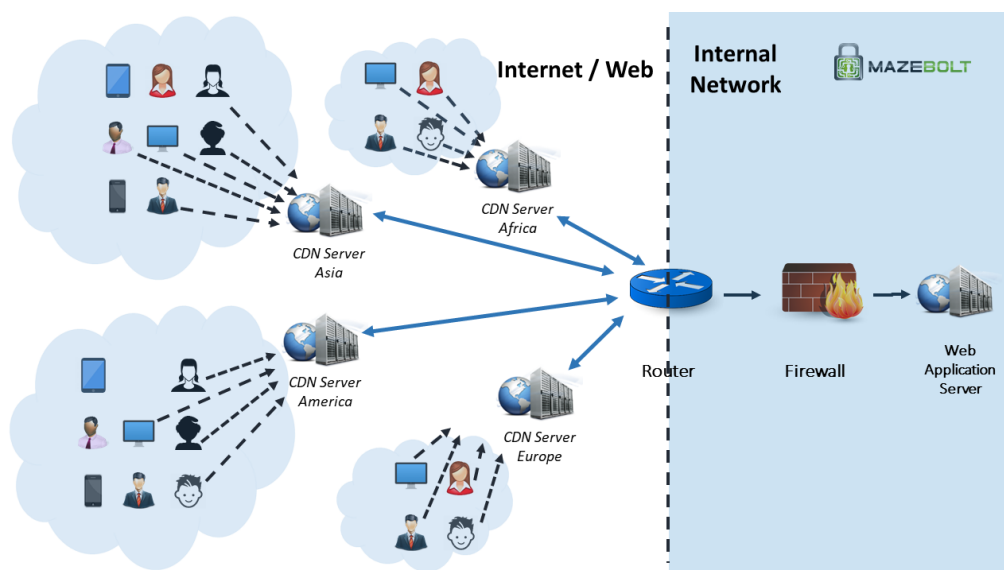 Internet / Web
Internal
Network
MAZEBOLT
CDN Server
Africa
CDN Server
Asia
CDN Server
America
CDN Server
Europe
Router
Firewall
Web
Application
Server